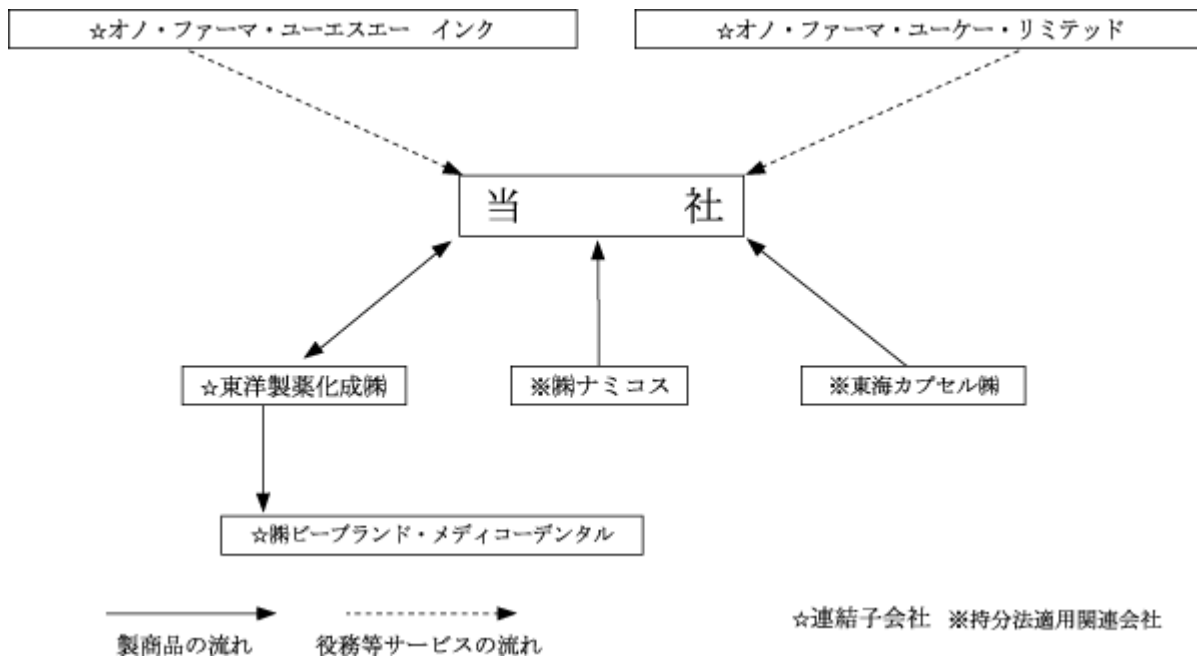 ☆オノ・ファーマ・ユーエスエー　インク
☆オノ・ファーマ・ユーケー・リミテッド
当　　　社
☆東洋製薬化成㈱
※㈱ナミコス
※東海カプセル㈱
☆㈱ビーブランド・メディコーデンタル
製商品の流れ
役務等サービスの流れ
☆連結子会社 ※持分法適用関連会社